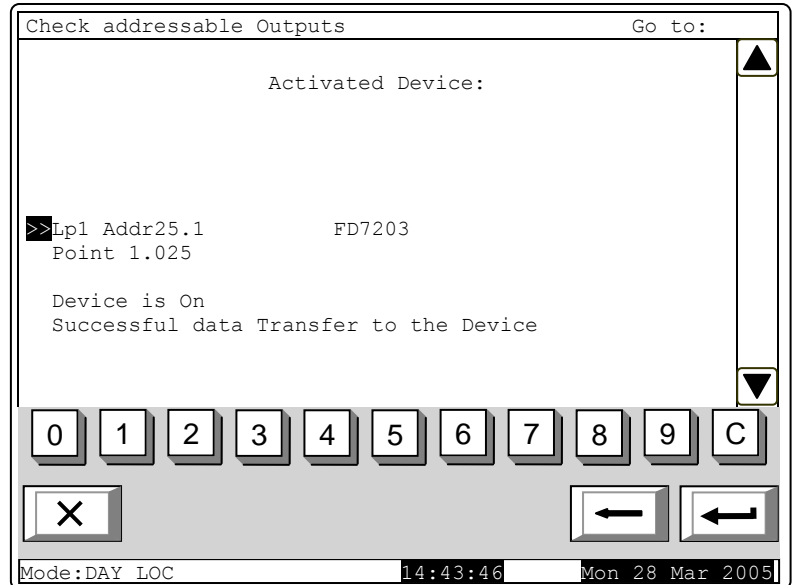 Check addressable Outputs Go to:
Activated Device:
>>Lp1 Addr25.1 FD7203
Point 1.025
Device is On
Successful data Transfer to the Device
0 1 2 3 4 5 6 7 8 9 C
Mode:DAY LOC 14:43:46 Mon 28 Mar 2005